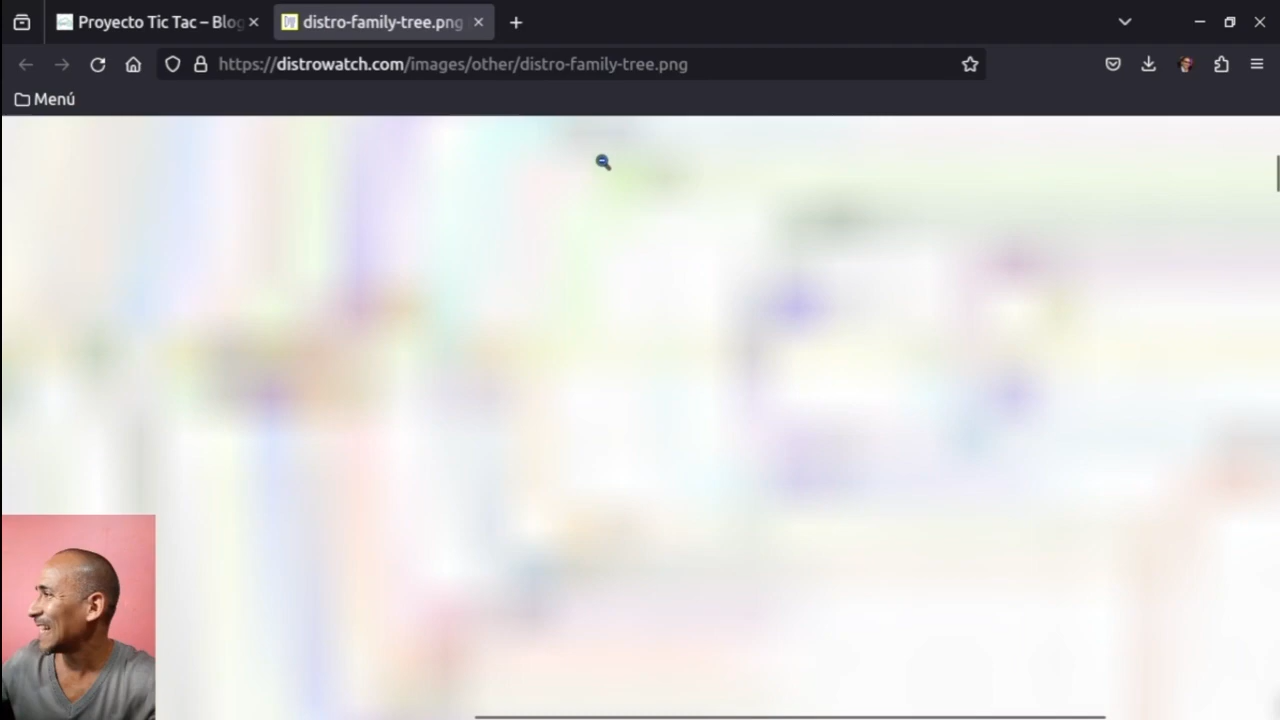 Proyecto Tic Tac – Blog
distro-family-tree.png
https://distrowatch.com/images/other/distro-family-tree.png
Menú